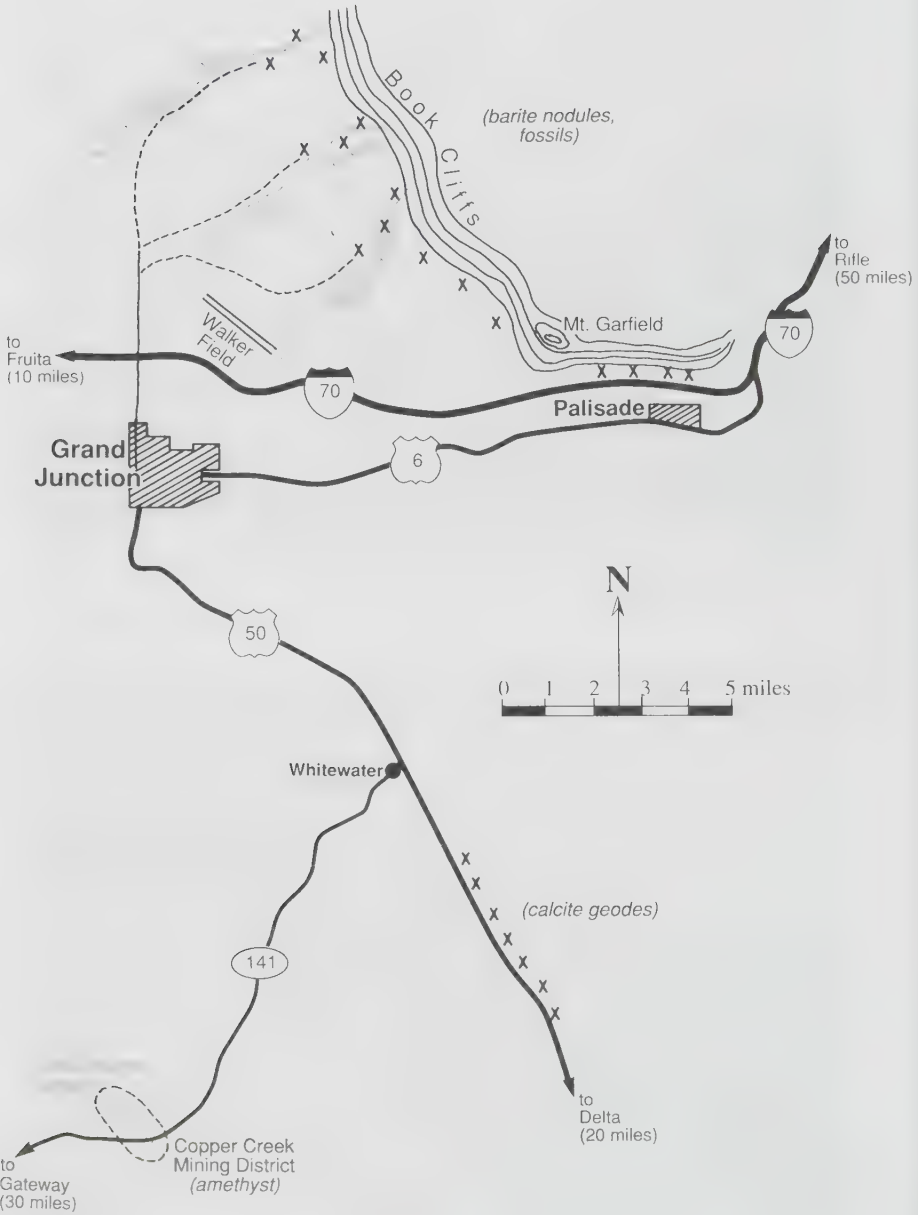 Book Cliffs
(barite nodules,
fossils)
to
Rifle
(50 miles)
Mt. Garfield
70
Walker
Field
to
Fruita
(10 miles)
70
Palisade
Grand
Junction
6
N
50
0 1 2 3 4 5 miles
Whitewater
(calcite geodes)
141
to
Delta
(20 miles)
Copper Creek
Mining District
(amethyst)
to
Gateway
(30 miles)